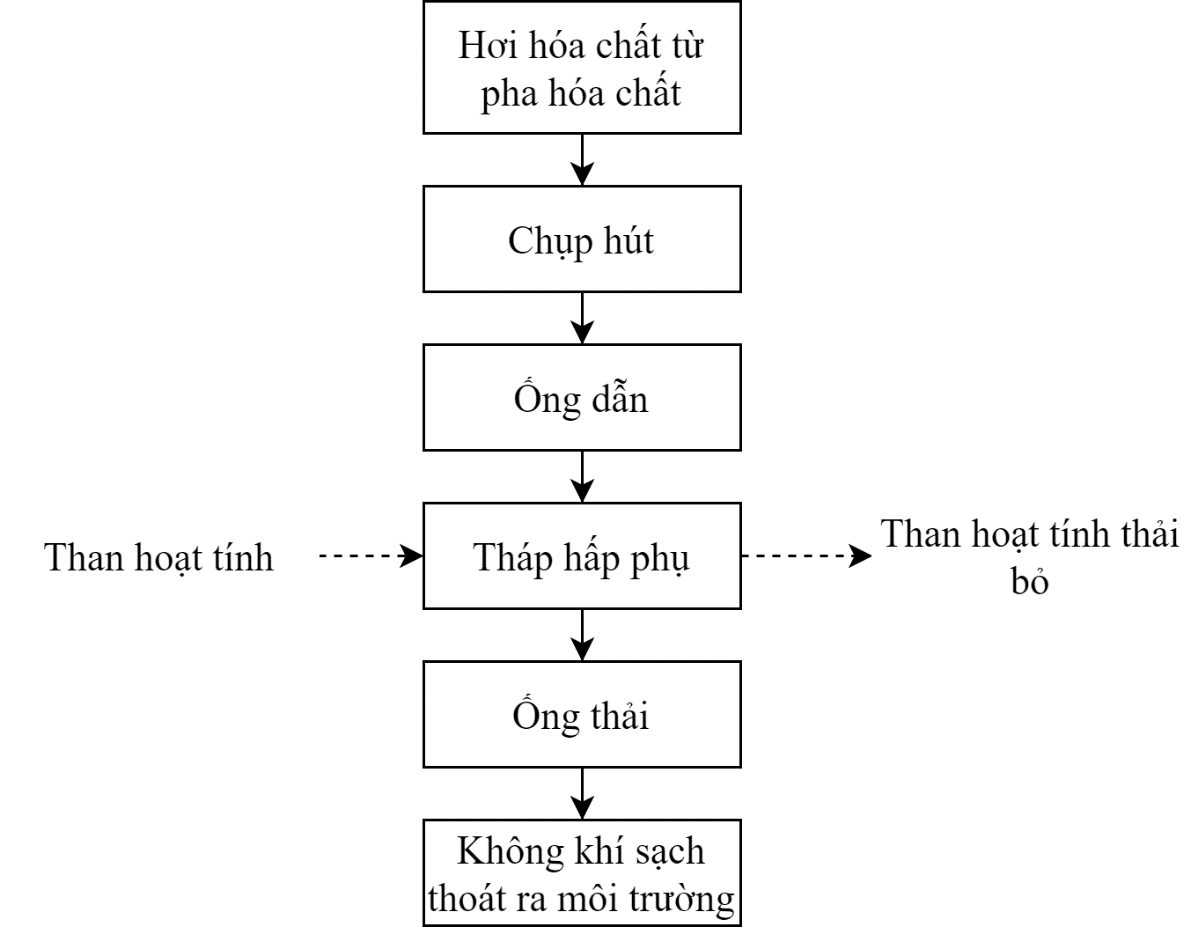 Hơi hóa chất từ
pha hóa chất
Chụp hút
Ống dẫn
Than hoạt tính
Tháp hấp phụ
Than hoạt tính thải
bỏ
Ống thải
Không khí sạch
thoát ra môi trường